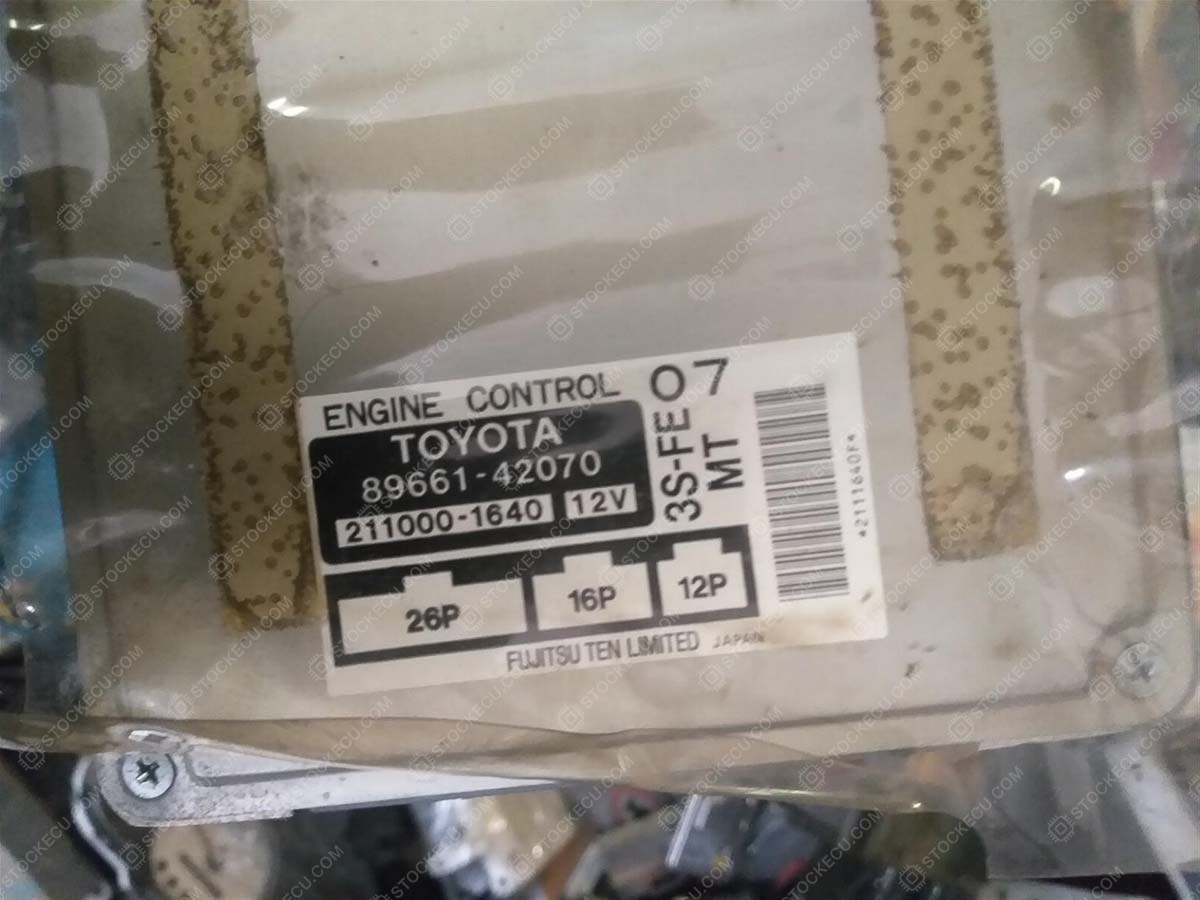 ENGINE CONTROL
07
TOYOTA
89661-42070
211000-1640
12V
3S-FE
MT
42111640F4
26P
16P
12P
FUJITSU TEN LIMITED JAPAN
STOCKECU.COM